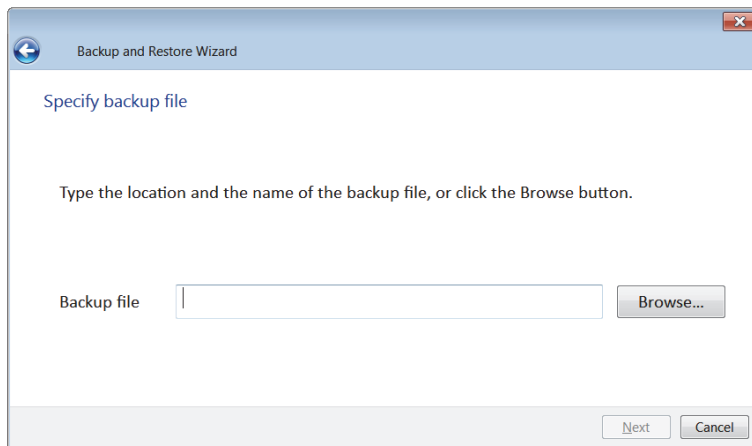 Backup and Restore Wizard
Specify backup file
Type the location and the name of the backup file, or click the Browse button.
Backup file
Browse...
Next
Cancel